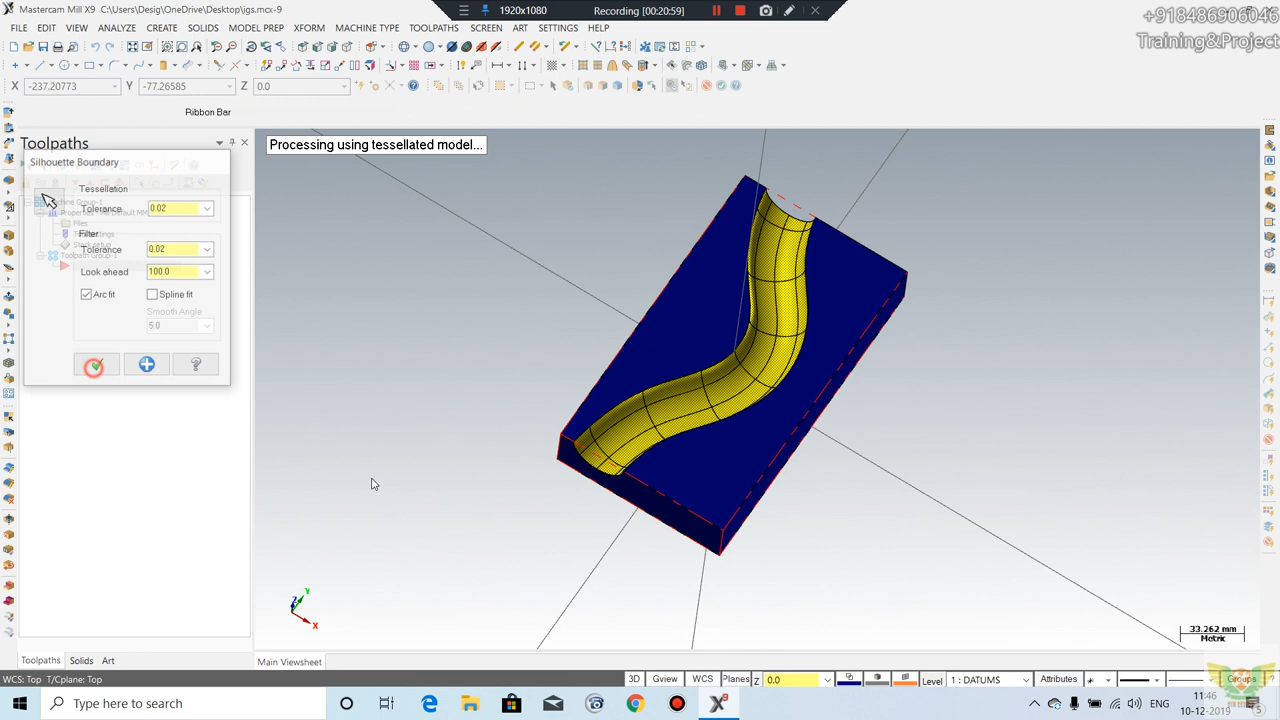 Mastercam Mill X9 - C:\Users\Desig\OneDrive\Desktop\igs.mcx-9
1920x1080
Recording [00:20:59]
+918486906046
Training&Project
FILE EDIT VIEW ANALYZE CREATE SOLIDS MODEL PREP XFORM MACHINE TYPE TOOLPATHS SCREEN ART SETTINGS HELP
X -237.20773 Y -77.26585 Z 0.0
Ribbon Bar
Toolpaths
Processing using tessellated model...
Silhouette Boundary
Tessellation
Tolerance 0.02
Filter
Tolerance 0.02
Look ahead 100.0
Arc fit Spline fit
Smooth Angle
5.0
Y
Z
X
33.262 mm
Metric
Toolpaths Solids Art
Main Viewsheet
WCS: Top T/Cplane: Top
3D Gview WCS Planes Z 0.0 Level 1 : DATUMS Attributes Groups ?
Type here to search
ENG
11:46
10-12-2019
5